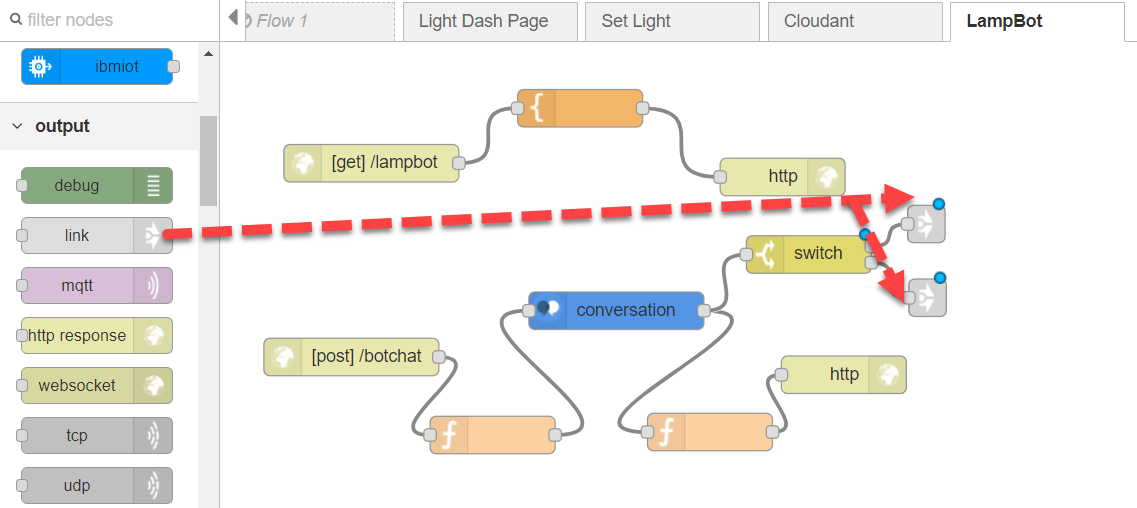 filter nodes
Flow 1
Light Dash Page
Set Light
Cloudant
LampBot
ibmiot
output
debug
link
mqtt
http response
websocket
tcp
udp
[get] /lampbot
http
switch
conversation
[post] /botchat
http